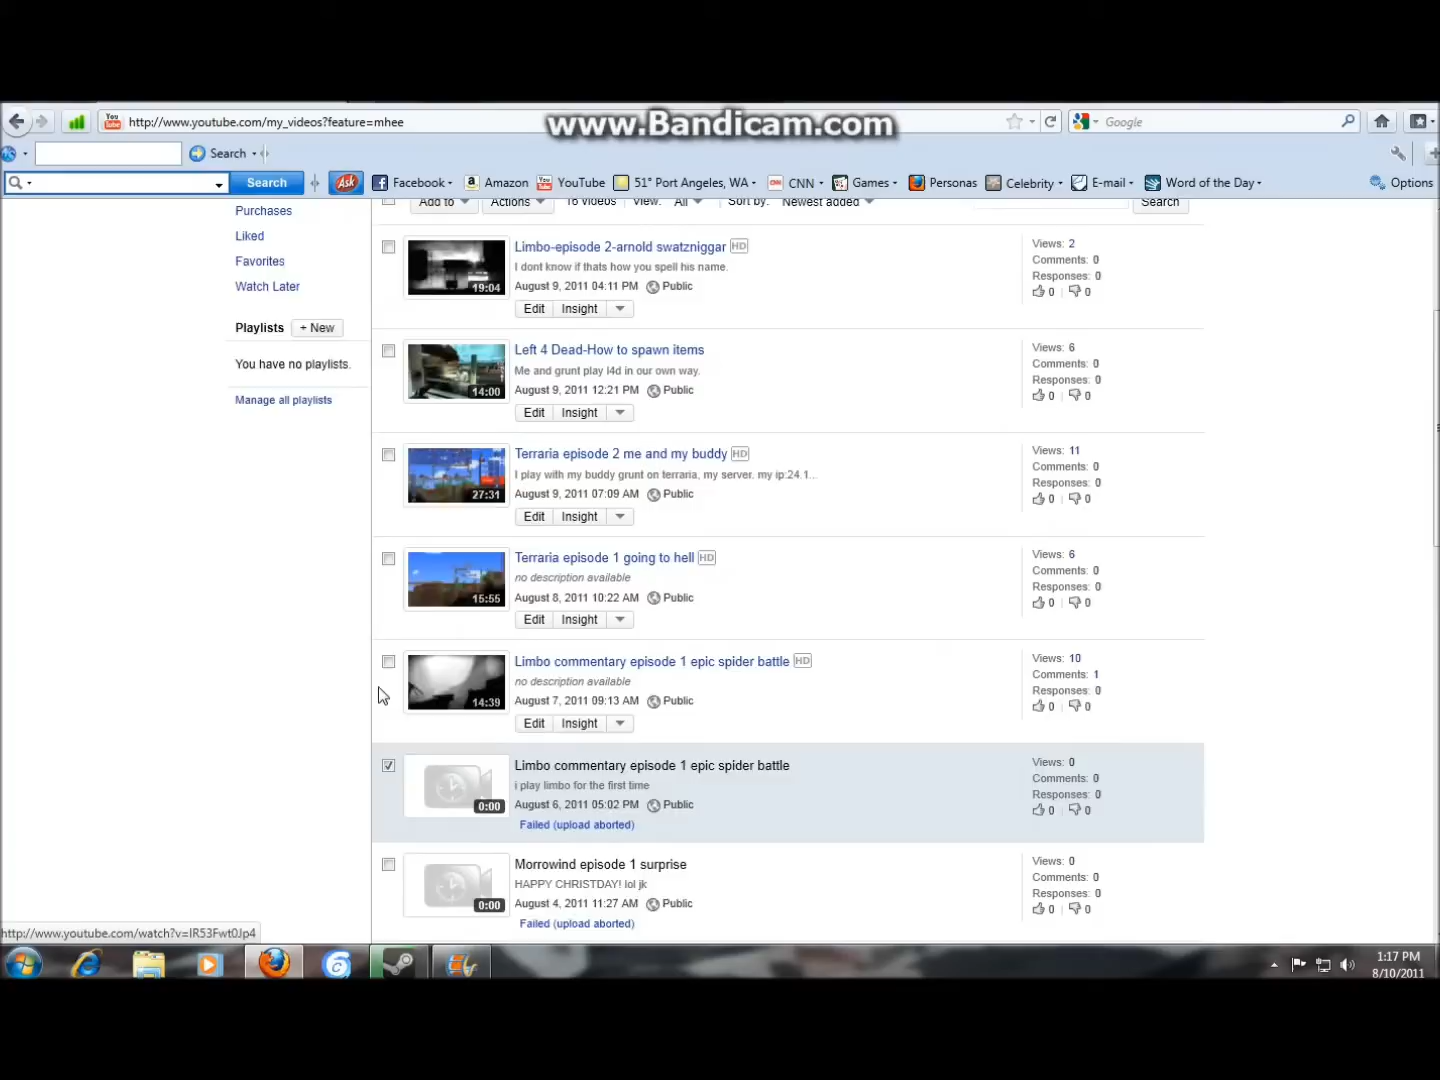 http://www.youtube.com/my_videos?feature=mhee
www.Bandicam.com
Google
Search
Search
Ask
Facebook
Amazon
YouTube
51° Port Angeles, WA
CNN
Games
Personas
Celebrity
E-mail
Word of the Day
Options
Purchases
Liked
Favorites
Watch Later
Playlists + New
You have no playlists.
Manage all playlists
Add to Actions 16 videos View: All Sort by: Newest added Search
Limbo-episode 2-arnold swatzniggar HD
I dont know if thats how you spell his name.
August 9, 2011 04:11 PM Public
19:04
Edit Insight
Views: 2
Comments: 0
Responses: 0
0 0
Left 4 Dead-How to spawn items
Me and grunt play l4d in our own way.
August 9, 2011 12:21 PM Public
14:00
Edit Insight
Views: 6
Comments: 0
Responses: 0
0 0
Terraria episode 2 me and my buddy HD
I play with my buddy grunt on terraria, my server. my ip:24.1...
August 9, 2011 07:09 AM Public
27:31
Edit Insight
Views: 11
Comments: 0
Responses: 0
0 0
Terraria episode 1 going to hell HD
no description available
August 8, 2011 10:22 AM Public
15:55
Edit Insight
Views: 6
Comments: 0
Responses: 0
0 0
Limbo commentary episode 1 epic spider battle HD
no description available
August 7, 2011 09:13 AM Public
14:39
Edit Insight
Views: 10
Comments: 1
Responses: 0
0 0
Limbo commentary episode 1 epic spider battle
i play limbo for the first time
August 6, 2011 05:02 PM Public
0:00
Failed (upload aborted)
Views: 0
Comments: 0
Responses: 0
0 0
Morrowind episode 1 surprise
HAPPY CHRISTDAY! lol jk
August 4, 2011 11:27 AM Public
0:00
Failed (upload aborted)
Views: 0
Comments: 0
Responses: 0
0 0
http://www.youtube.com/watch?v=IR53Fwt0Jp4
1:17 PM
8/10/2011